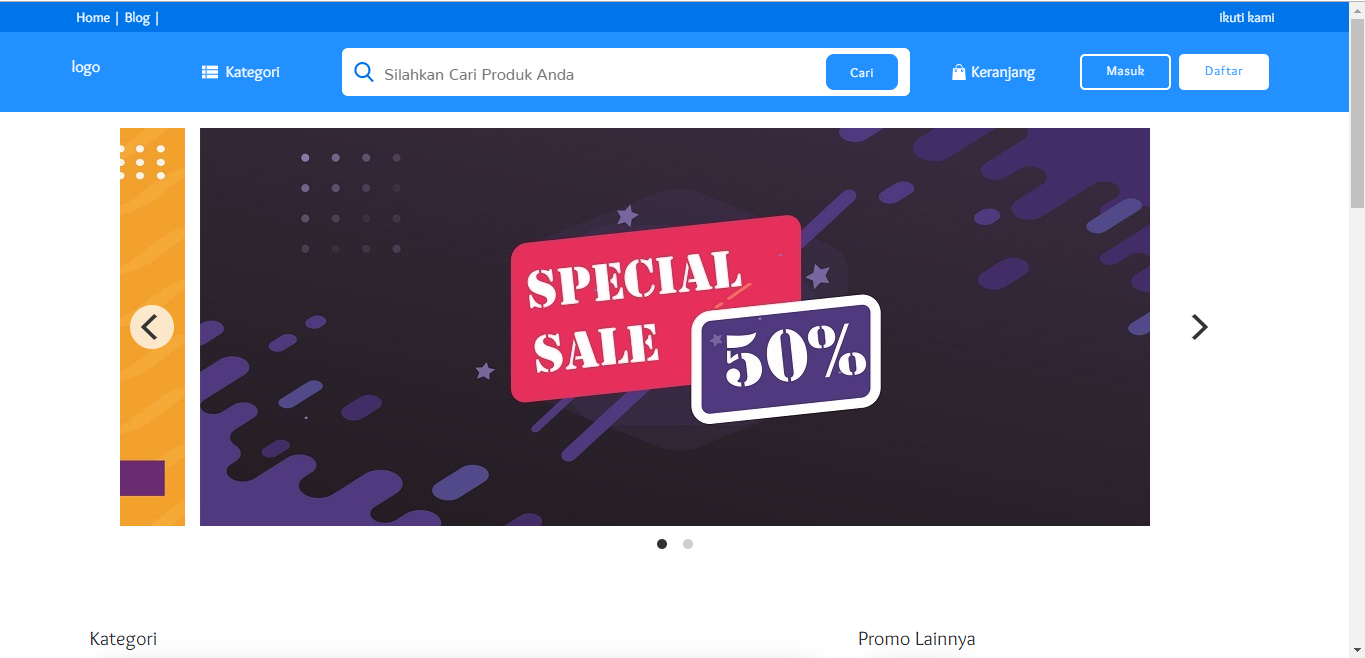 Home | Blog | ikuti kami
logo Kategori Silahkan Cari Produk Anda Cari Keranjang Masuk Daftar
SPECIAL
SALE
50%
Kategori Promo Lainnya